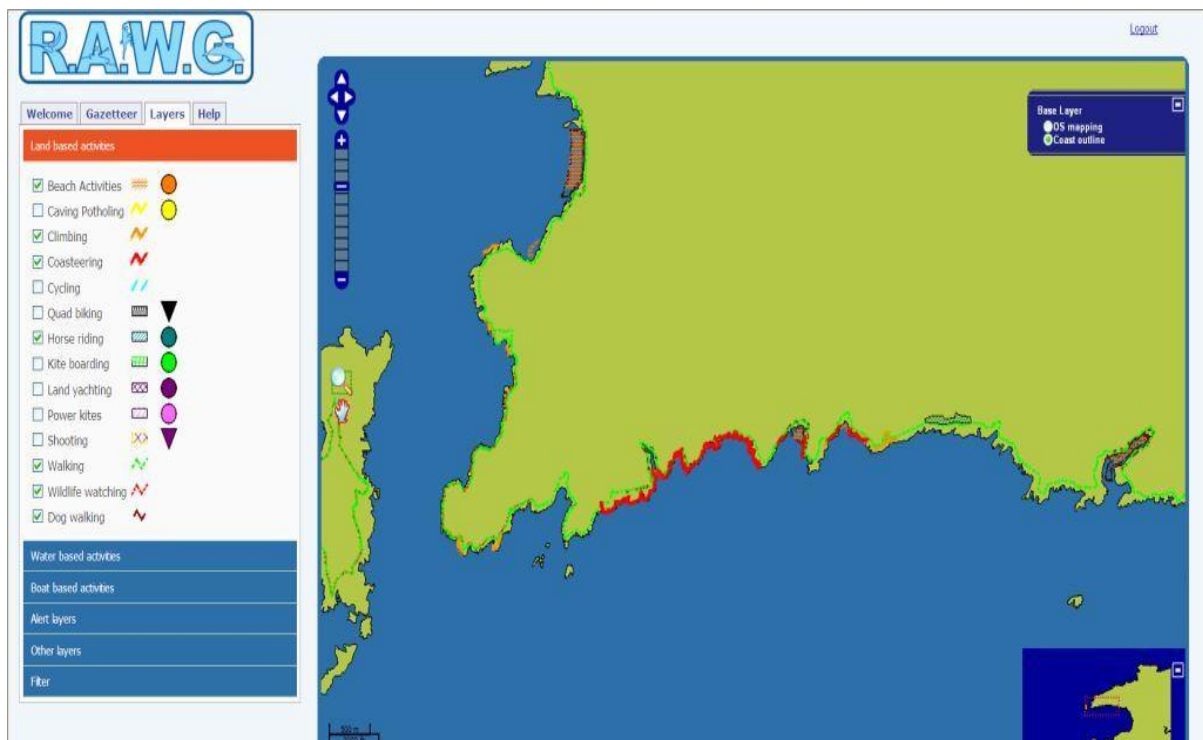 R.A.W.G.
Logout
Welcome Gazetteer Layers Help
Land based activities
Beach Activities
Caving Potholing
Climbing
Coasteering
Cycling
Quad biking
Horse riding
Kite boarding
Land yachting
Power kites
Shooting
Walking
Wildlife watching
Dog walking
Water based activities
Boat based activities
Alert layers
Other layers
Filter
Base Layer
OS mapping
Coast outline
500 m